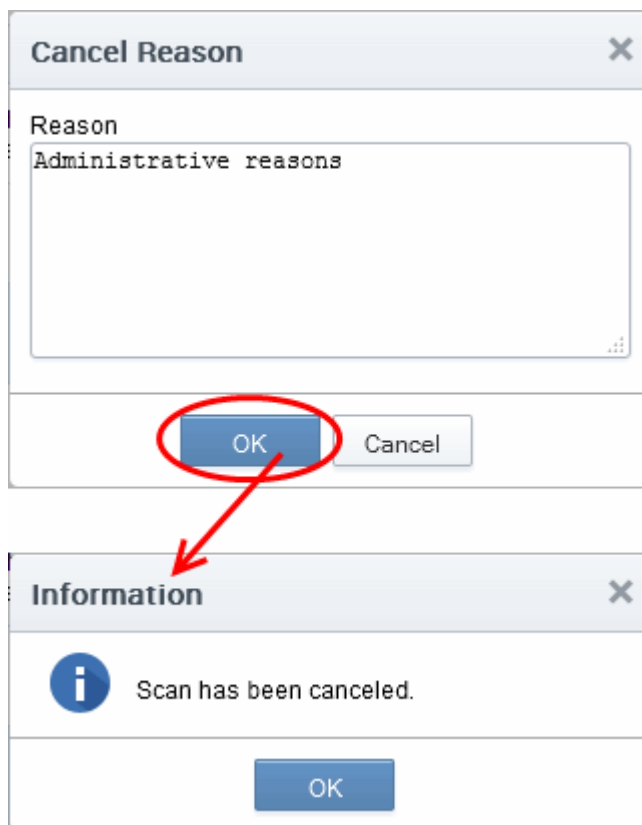 Cancel Reason
Reason
Administrative reasons
OK Cancel
Information
Scan has been canceled.
OK